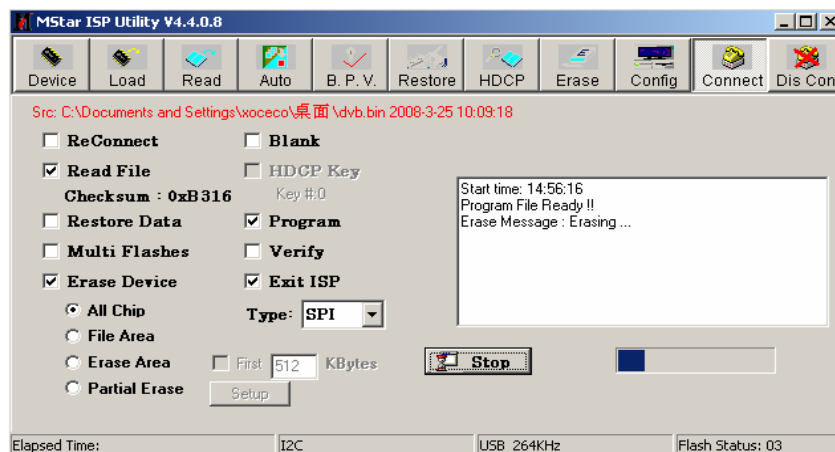 MStar ISP Utility V4.4.0.8
Device Load Read Auto B. P. V. Restore HDCP Erase Config Connect Dis Con
Src: C:\Documents and Settings\xoceco\桌面\dvb.bin 2008-3-25 10:09:18
ReConnect Blank
Read File HDCP Key
Checksum : 0xB316 Key #:0
Restore Data Program
Multi Flashes Verify
Erase Device Exit ISP
All Chip Type: SPI
File Area
Erase Area First 512 KBytes
Partial Erase Setup
Start time: 14:56:16
Program File Ready !!
Erase Message : Erasing ...
Stop
Elapsed Time: I2C USB 264KHz Flash Status: 03